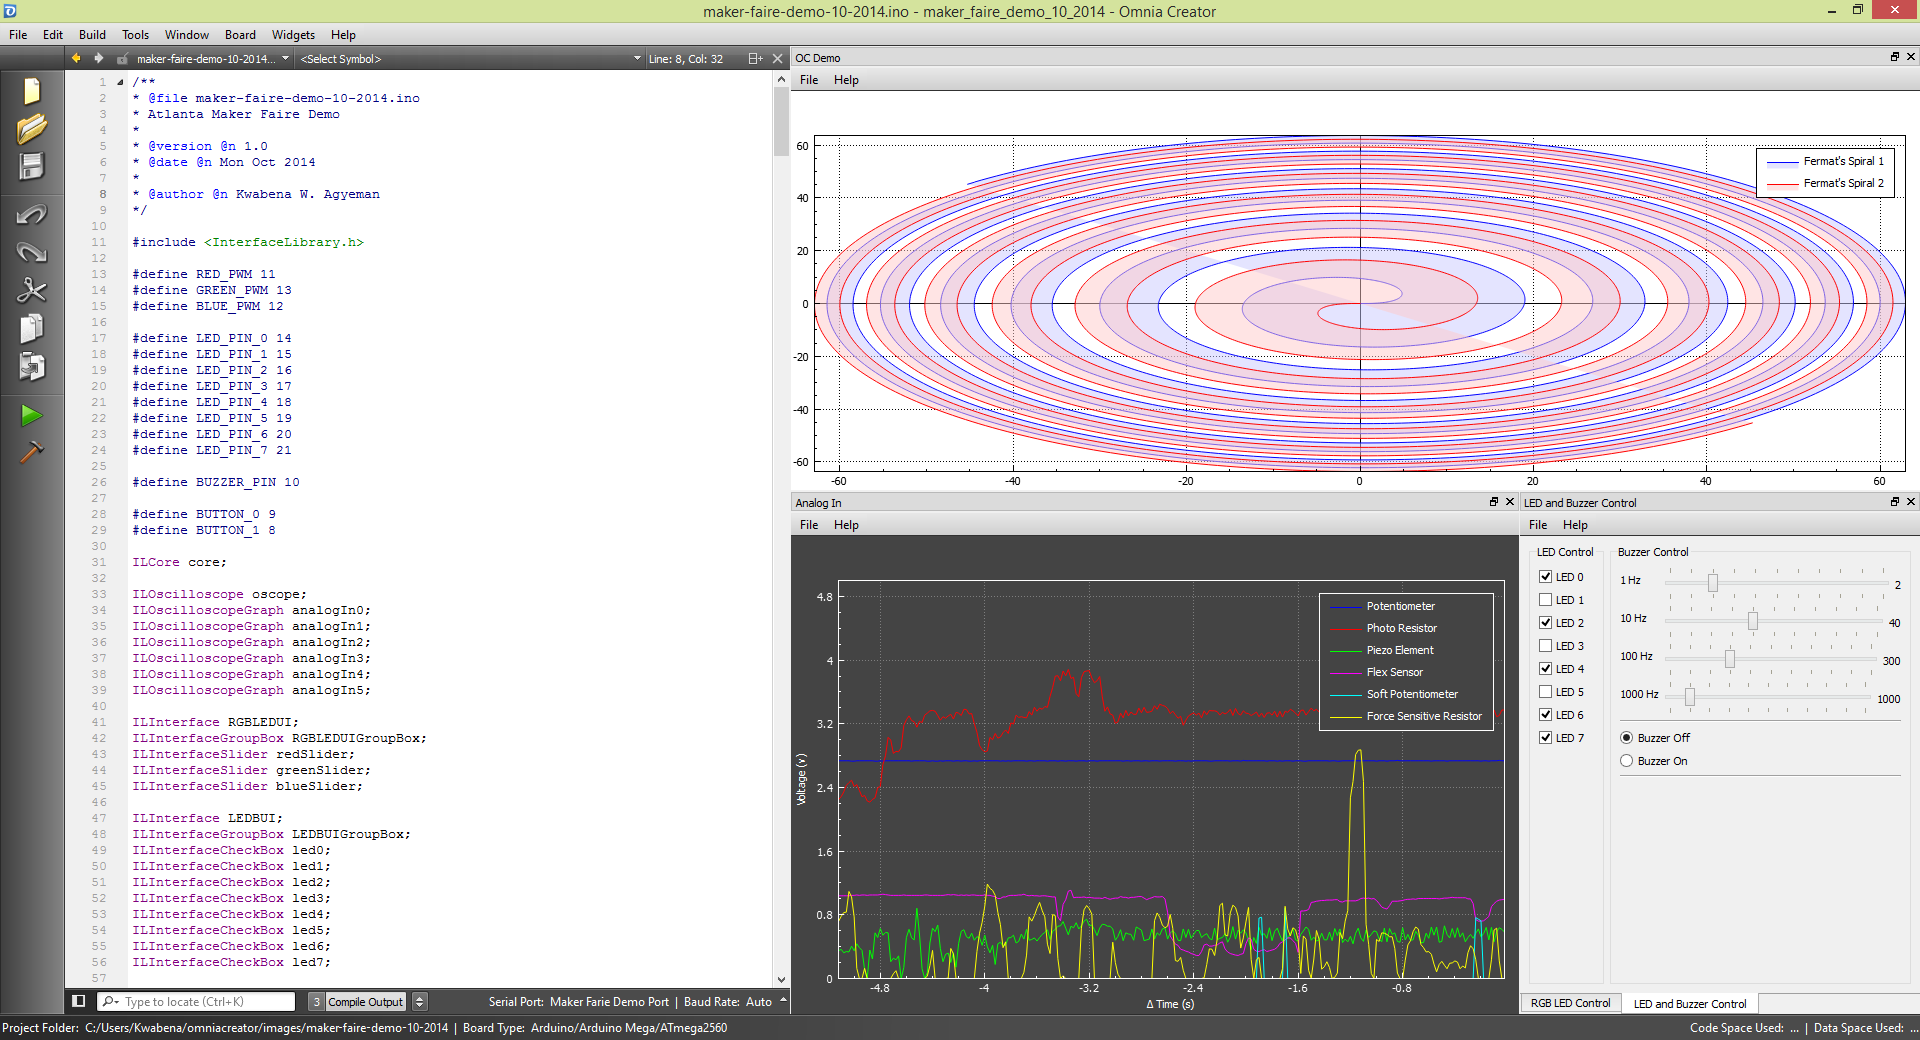 maker-faire-demo-10-2014.ino - maker_faire_demo_10_2014 - Omnia Creator
File Edit Build Tools Window Board Widgets Help
maker-faire-demo-10-2014... <Select Symbol> Line: 8, Col: 32
1 /**
2 * @file maker-faire-demo-10-2014.ino
3 * Atlanta Maker Faire Demo
4 *
5 * @version @n 1.0
6 * @date @n Mon Oct 2014
7 *
8 * @author @n Kwabena W. Agyeman
9 */
10
11 #include <InterfaceLibrary.h>
12
13 #define RED_PWM 11
14 #define GREEN_PWM 13
15 #define BLUE_PWM 12
16
17 #define LED_PIN_0 14
18 #define LED_PIN_1 15
19 #define LED_PIN_2 16
20 #define LED_PIN_3 17
21 #define LED_PIN_4 18
22 #define LED_PIN_5 19
23 #define LED_PIN_6 20
24 #define LED_PIN_7 21
25
26 #define BUZZER_PIN 10
27
28 #define BUTTON_0 9
29 #define BUTTON_1 8
30
31 ILCore core;
32
33 ILOscilloscope oscope;
34 ILOscilloscopeGraph analogIn0;
35 ILOscilloscopeGraph analogIn1;
36 ILOscilloscopeGraph analogIn2;
37 ILOscilloscopeGraph analogIn3;
38 ILOscilloscopeGraph analogIn4;
39 ILOscilloscopeGraph analogIn5;
40
41 ILInterface RGBLEDUI;
42 ILInterfaceGroupBox RGBLEDUIGroupBox;
43 ILInterfaceSlider redSlider;
44 ILInterfaceSlider greenSlider;
45 ILInterfaceSlider blueSlider;
46
47 ILInterface LEDBUI;
48 ILInterfaceGroupBox LEDBUIGroupBox;
49 ILInterfaceCheckBox led0;
50 ILInterfaceCheckBox led1;
51 ILInterfaceCheckBox led2;
52 ILInterfaceCheckBox led3;
53 ILInterfaceCheckBox led4;
54 ILInterfaceCheckBox led5;
55 ILInterfaceCheckBox led6;
56 ILInterfaceCheckBox led7;
57
Type to locate (Ctrl+K) 3 Compile Output Serial Port: Maker Farie Demo Port | Baud Rate: Auto
OC Demo
File Help
60
40
20
0
-20
-40
-60
-60 -40 -20 0 20 40 60
Fermat's Spiral 1
Fermat's Spiral 2
Analog In
File Help
4.8
4
3.2
2.4
1.6
0.8
0
Voltage (v)
-4.8 -4 -3.2 -2.4 -1.6 -0.8
Δ Time (s)
Potentiometer
Photo Resistor
Piezo Element
Flex Sensor
Soft Potentiometer
Force Sensitive Resistor
LED and Buzzer Control
File Help
LED Control
LED 0
LED 1
LED 2
LED 3
LED 4
LED 5
LED 6
LED 7
Buzzer Control
1 Hz 2
10 Hz 40
100 Hz 300
1000 Hz 1000
Buzzer Off
Buzzer On
RGB LED Control LED and Buzzer Control
Project Folder: C:/Users/Kwabena/omniacreator/images/maker-faire-demo-10-2014 | Board Type: Arduino/Arduino Mega/ATmega2560 Code Space Used: ... | Data Space Used: ...